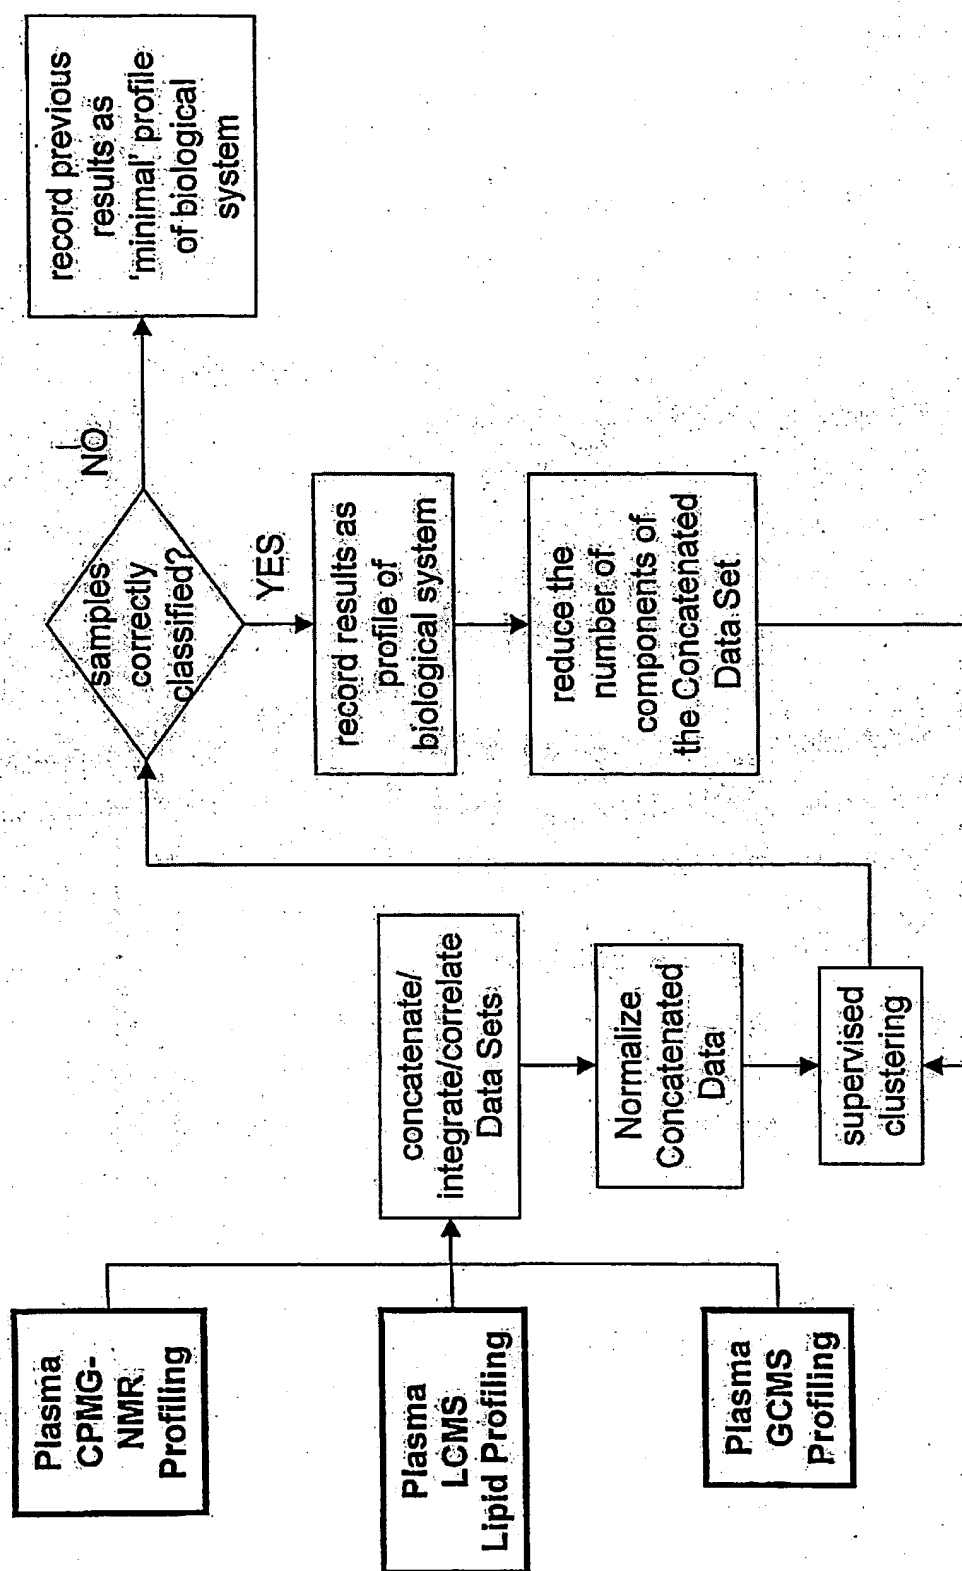 Plasma
CPMG-
NMR
Profiling
Plasma
LCMS
Lipid Profiling
Plasma
GCMS
Profiling
concatenate/
integrate/correlate
Data Sets
Normalize
Concatenated
Data
supervised
clustering
samples
correctly
classified?
NO
YES
record previous
results as
'minimal' profile
of biological
system
record results as
profile of
biological system
reduce the
number of
components of
the Concatenated
Data Set